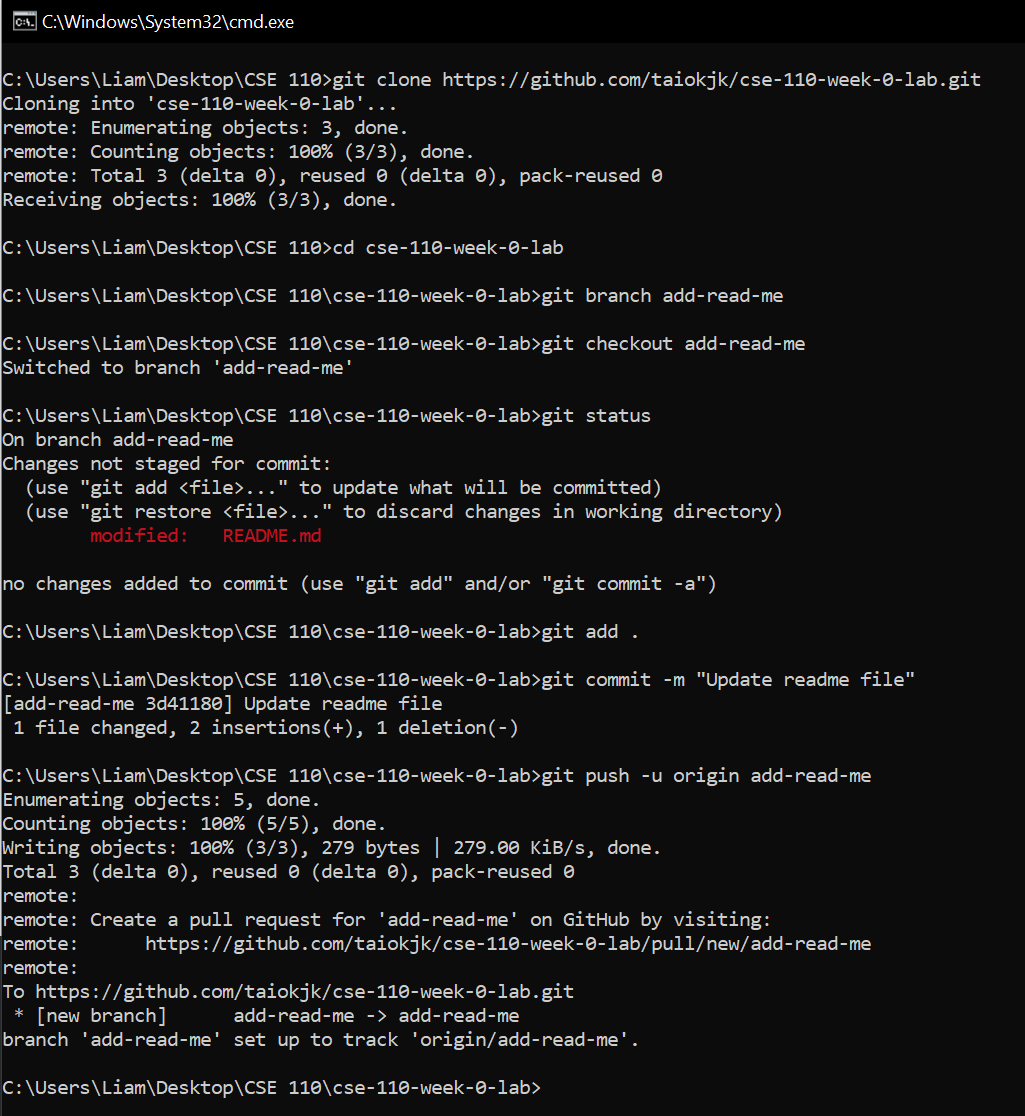 C:\Windows\System32\cmd.exe
C:\Users\Liam\Desktop\CSE 110>git clone https://github.com/taiokjk/cse-110-week-0-lab.git
Cloning into 'cse-110-week-0-lab'...
remote: Enumerating objects: 3, done.
remote: Counting objects: 100% (3/3), done.
remote: Total 3 (delta 0), reused 0 (delta 0), pack-reused 0
Receiving objects: 100% (3/3), done.
C:\Users\Liam\Desktop\CSE 110>cd cse-110-week-0-lab
C:\Users\Liam\Desktop\CSE 110\cse-110-week-0-lab>git branch add-read-me
C:\Users\Liam\Desktop\CSE 110\cse-110-week-0-lab>git checkout add-read-me
Switched to branch 'add-read-me'
C:\Users\Liam\Desktop\CSE 110\cse-110-week-0-lab>git status
On branch add-read-me
Changes not staged for commit:
  (use "git add <file>..." to update what will be committed)
  (use "git restore <file>..." to discard changes in working directory)
        modified:   README.md
no changes added to commit (use "git add" and/or "git commit -a")
C:\Users\Liam\Desktop\CSE 110\cse-110-week-0-lab>git add .
C:\Users\Liam\Desktop\CSE 110\cse-110-week-0-lab>git commit -m "Update readme file"
[add-read-me 3d41180] Update readme file
 1 file changed, 2 insertions(+), 1 deletion(-)
C:\Users\Liam\Desktop\CSE 110\cse-110-week-0-lab>git push -u origin add-read-me
Enumerating objects: 5, done.
Counting objects: 100% (5/5), done.
Writing objects: 100% (3/3), 279 bytes | 279.00 KiB/s, done.
Total 3 (delta 0), reused 0 (delta 0), pack-reused 0
remote:
remote: Create a pull request for 'add-read-me' on GitHub by visiting:
remote:      https://github.com/taiokjk/cse-110-week-0-lab/pull/new/add-read-me
remote:
To https://github.com/taiokjk/cse-110-week-0-lab.git
 * [new branch]      add-read-me -> add-read-me
branch 'add-read-me' set up to track 'origin/add-read-me'.
C:\Users\Liam\Desktop\CSE 110\cse-110-week-0-lab>